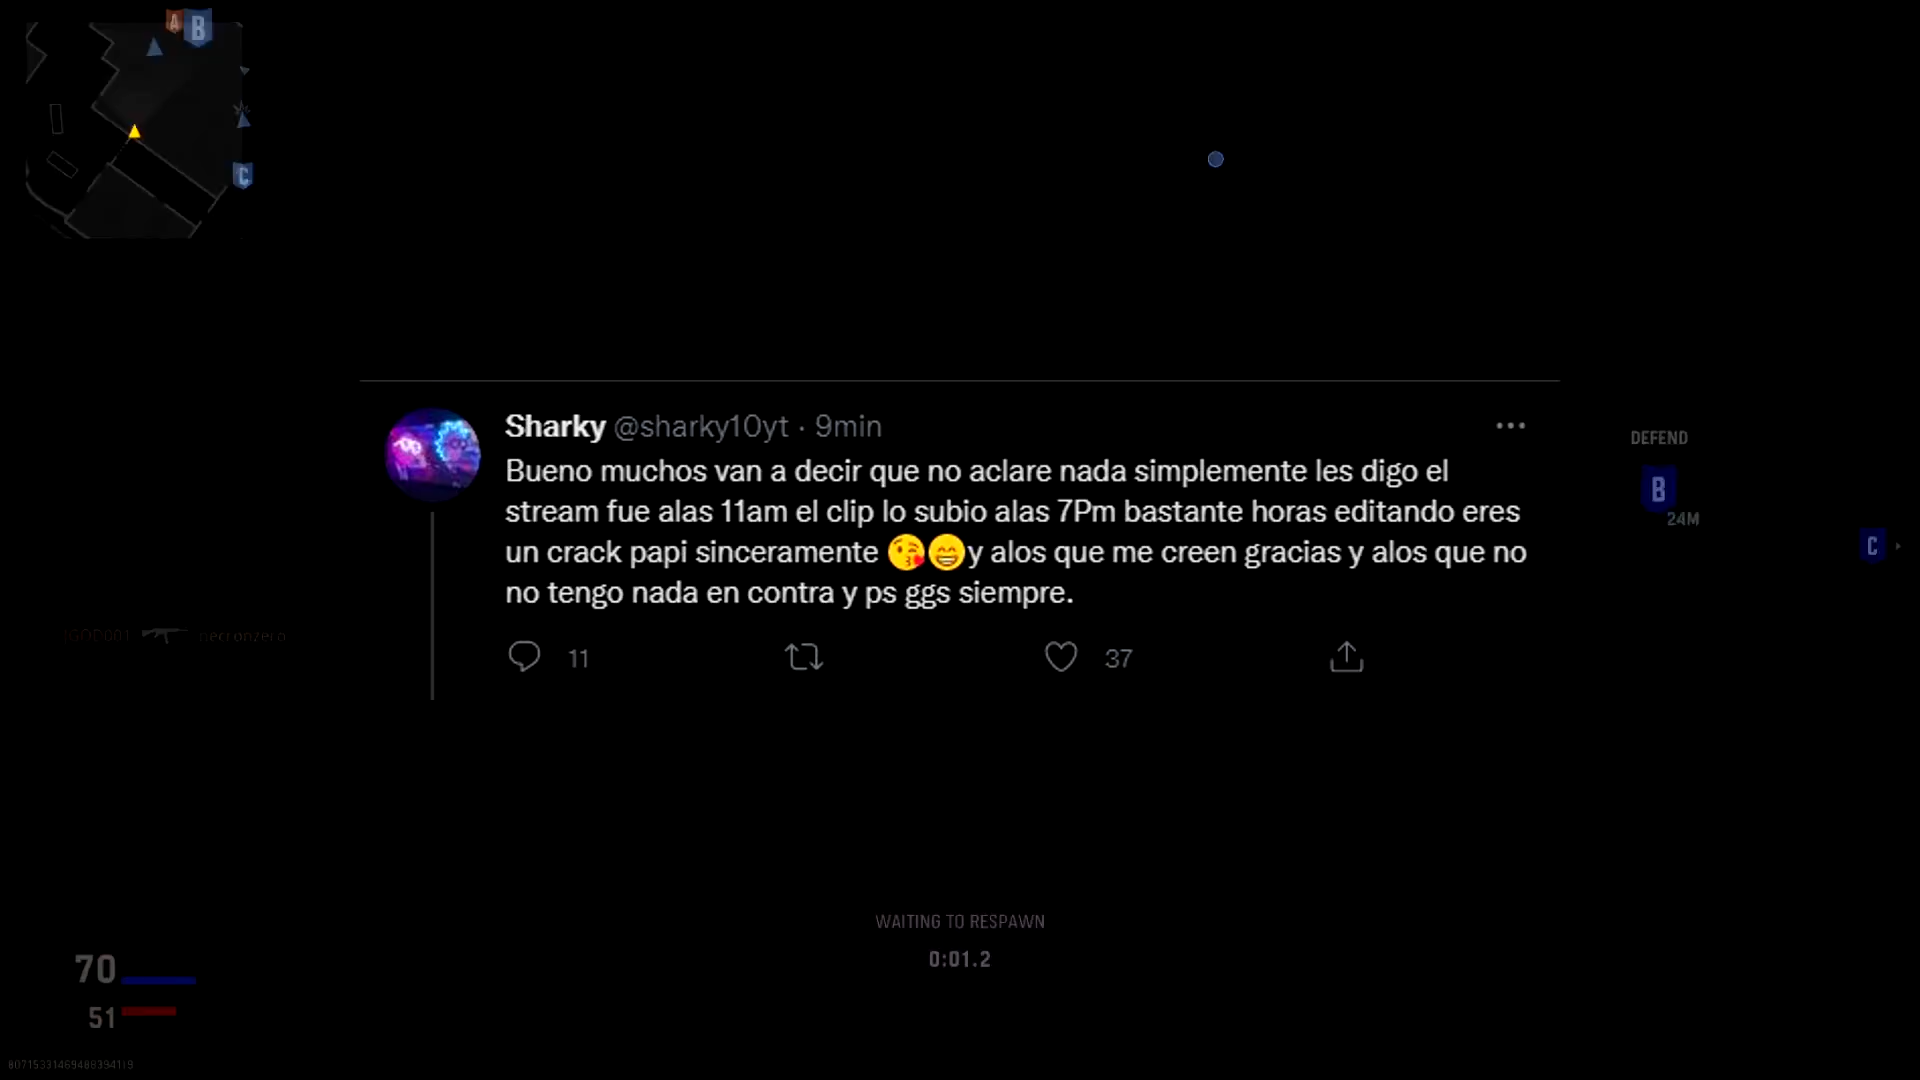 A B
C
Sharky @sharky10yt · 9min
Bueno muchos van a decir que no aclare nada simplemente les digo el
stream fue alas 11am el clip lo subio alas 7Pm bastante horas editando eres
un crack papi sinceramente 😘😁y alos que me creen gracias y alos que no
no tengo nada en contra y ps ggs siempre.
11 37
DEFEND
B
24M
C
necronzero
WAITING TO RESPAWN
0:01.2
70
51